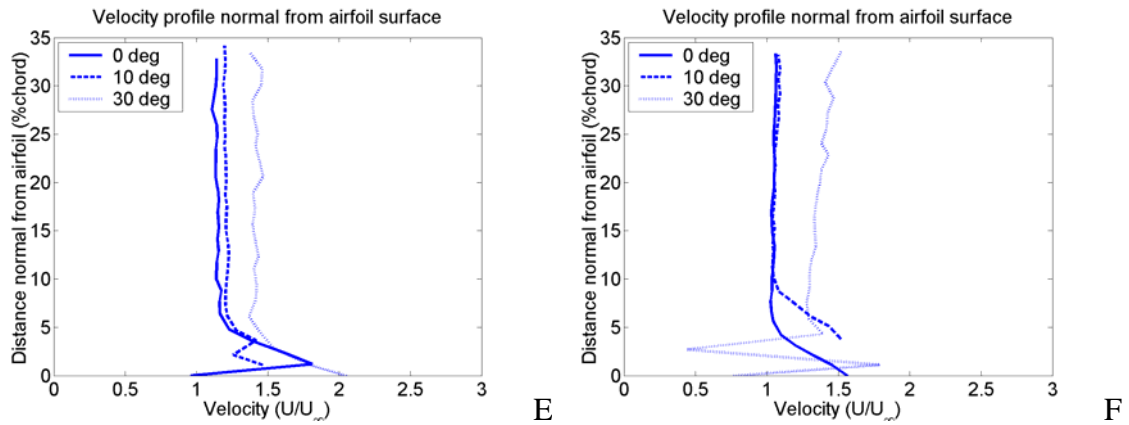 Velocity profile normal from airfoil surface
35
30
25
20
15
10
5
0
Distance normal from airfoil (%chord)
0 deg
10 deg
30 deg
0 0.5 1 1.5 2 2.5 3
Velocity (U/U∞)
E
Velocity profile normal from airfoil surface
35
30
25
20
15
10
5
0
Distance normal from airfoil (%chord)
0 deg
10 deg
30 deg
0 0.5 1 1.5 2 2.5 3
Velocity (U/U∞)
F